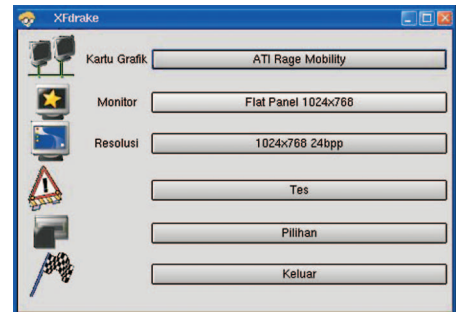 XFdrake
Kartu Grafik ATI Rage Mobility
Monitor Flat Panel 1024x768
Resolusi 1024x768 24bpp
Tes
Pilihan
Keluar